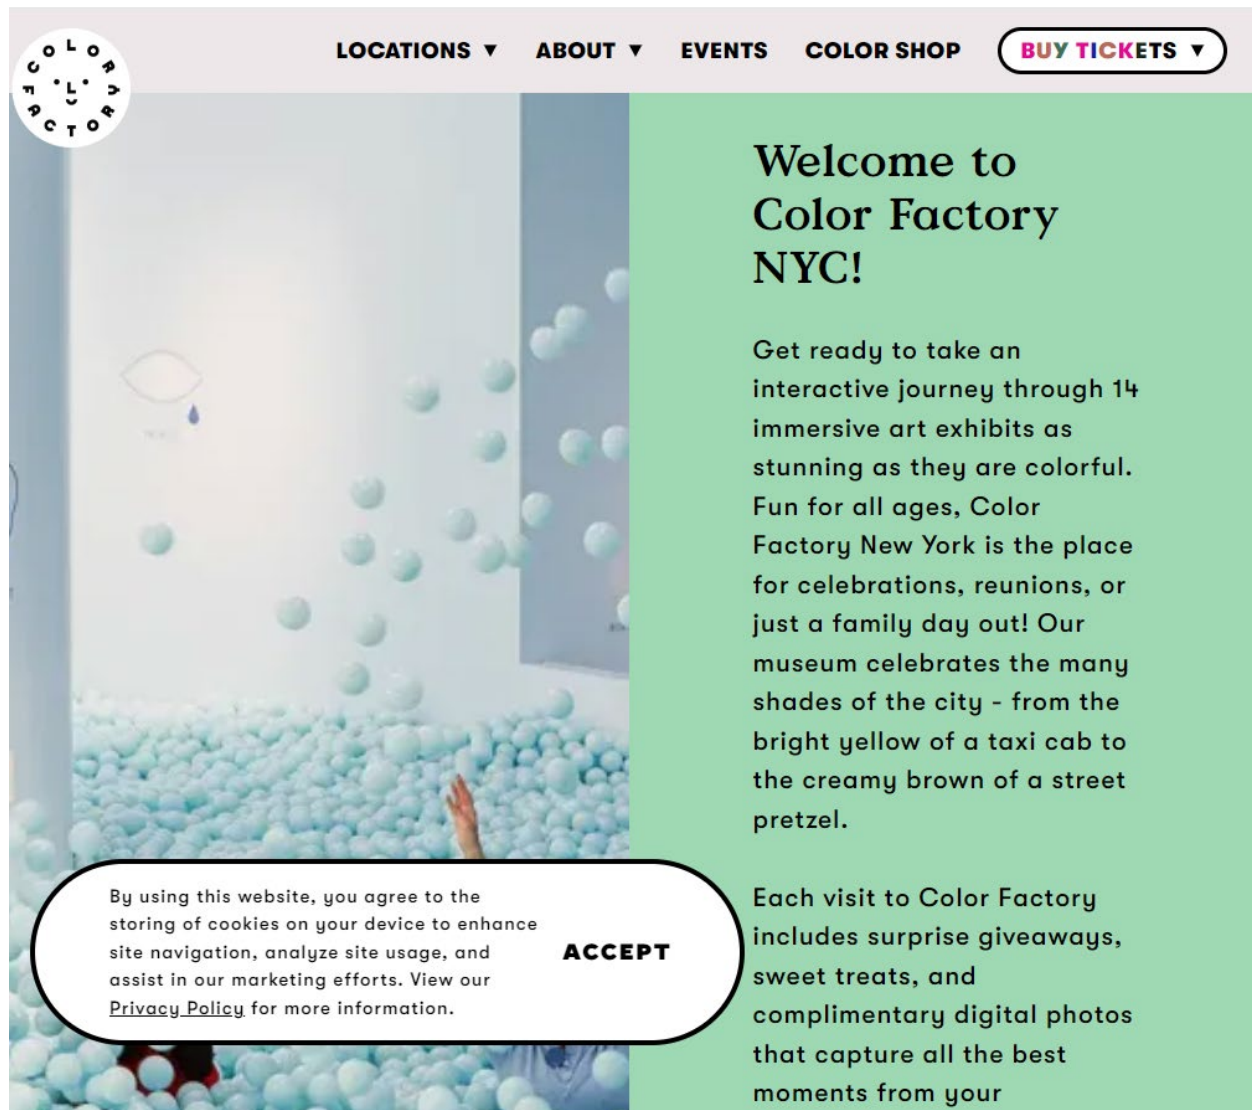 COLOR FACTORY
LOCATIONS ▼ ABOUT ▼ EVENTS COLOR SHOP BUY TICKETS ▼
Welcome to
Color Factory
NYC!
Get ready to take an
interactive journey through 14
immersive art exhibits as
stunning as they are colorful.
Fun for all ages, Color
Factory New York is the place
for celebrations, reunions, or
just a family day out! Our
museum celebrates the many
shades of the city - from the
bright yellow of a taxi cab to
the creamy brown of a street
pretzel.
Each visit to Color Factory
includes surprise giveaways,
sweet treats, and
complimentary digital photos
that capture all the best
moments from your
By using this website, you agree to the
storing of cookies on your device to enhance
site navigation, analyze site usage, and
assist in our marketing efforts. View our
Privacy Policy for more information.
ACCEPT